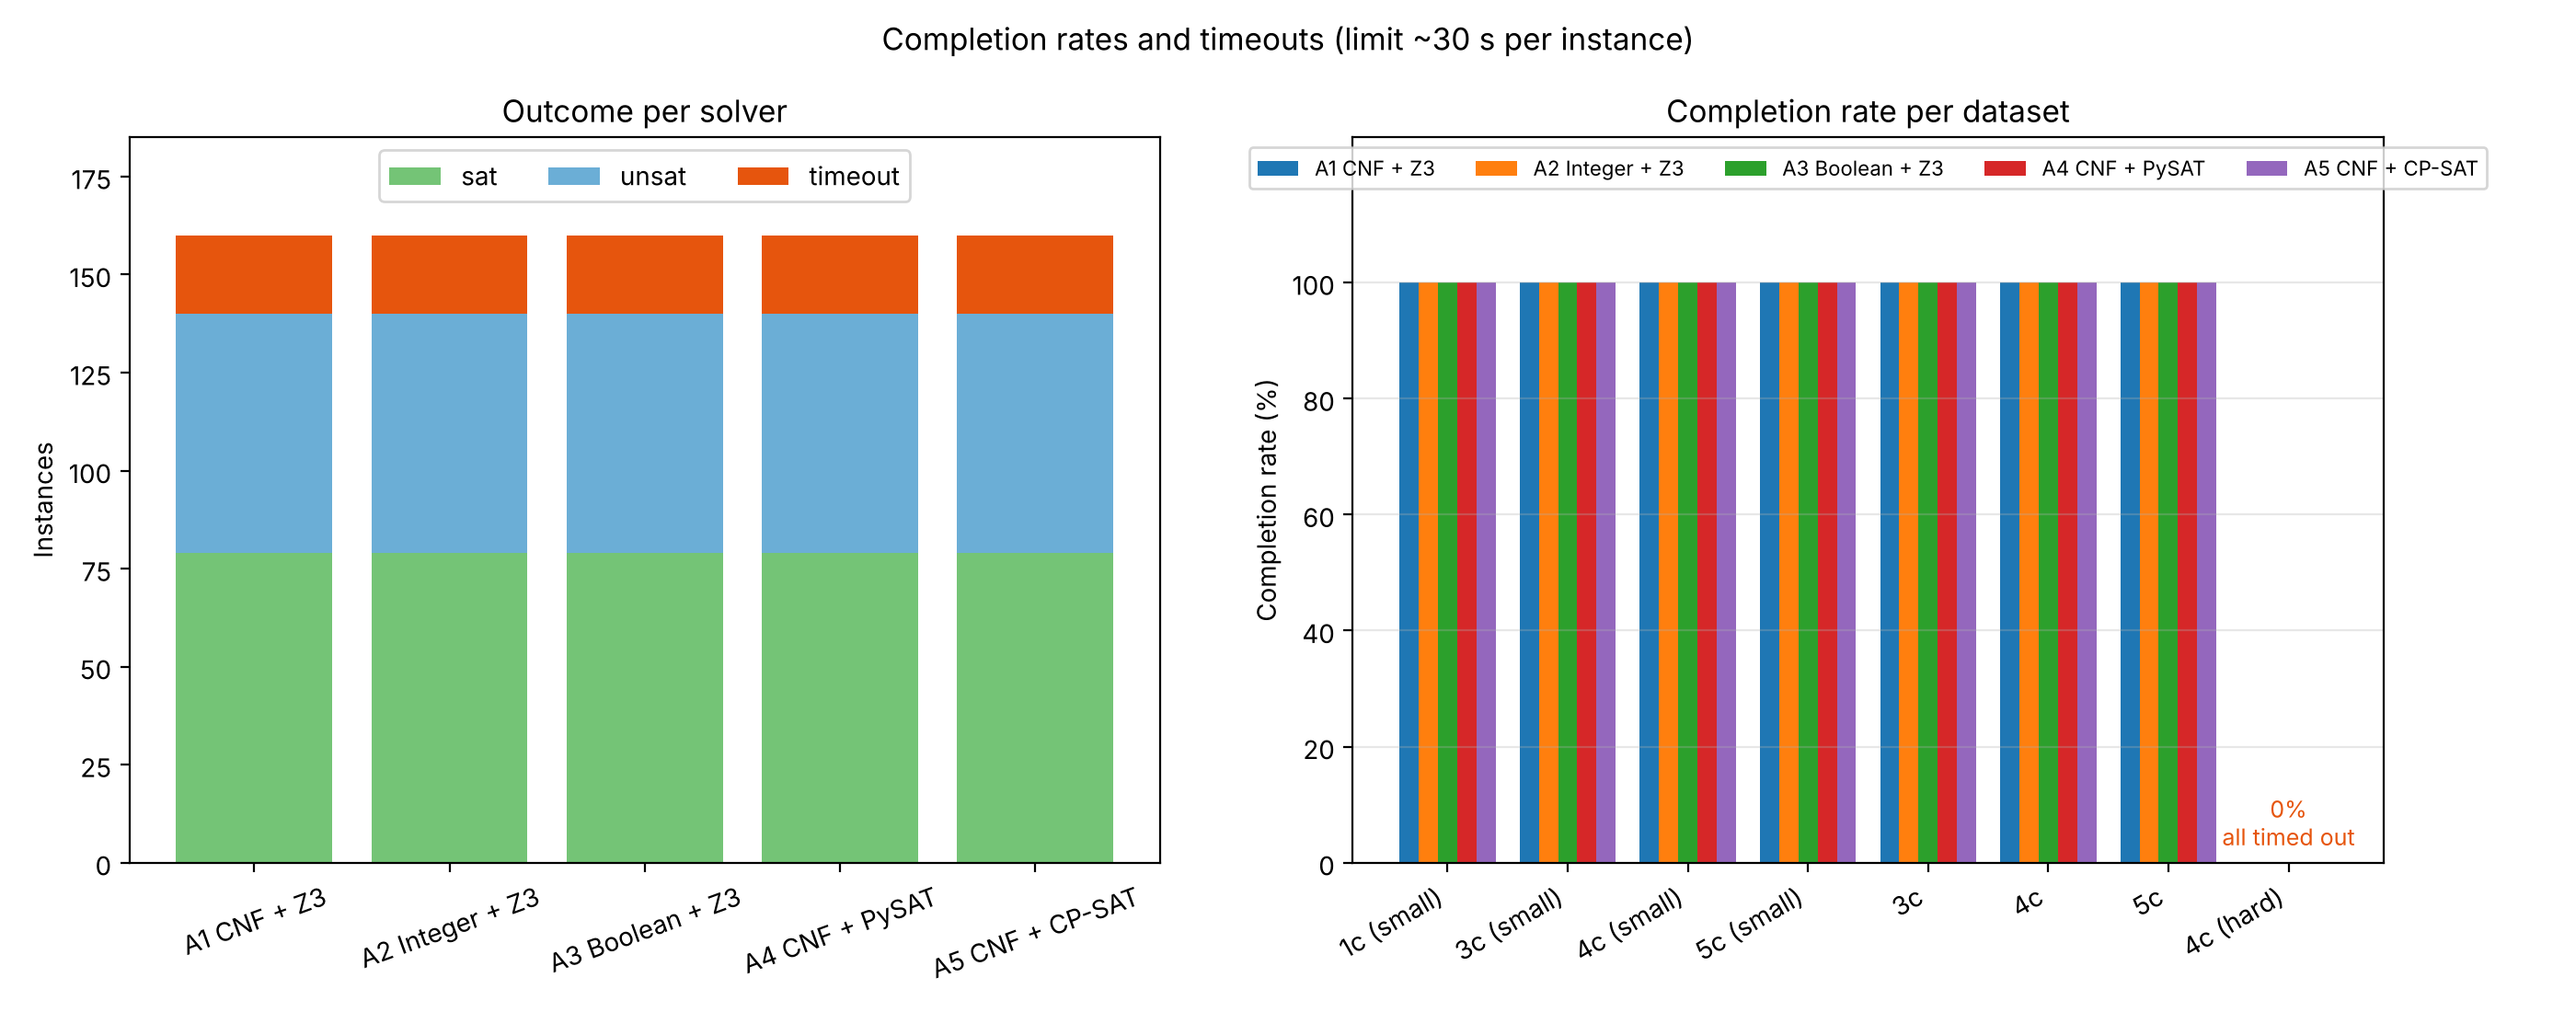 Completion rates and timeouts (limit ~30 s per instance)
Outcome per solver
sat unsat timeout
Instances
175
150
125
100
75
50
25
0
A1 CNF + Z3
A2 Integer + Z3
A3 Boolean + Z3
A4 CNF + PySAT
A5 CNF + CP-SAT
Completion rate per dataset
A1 CNF + Z3 A2 Integer + Z3 A3 Boolean + Z3 A4 CNF + PySAT A5 CNF + CP-SAT
Completion rate (%)
100
80
60
40
20
0
0%
all timed out
1c (small)
3c (small)
4c (small)
5c (small)
3c
4c
5c
4c (hard)